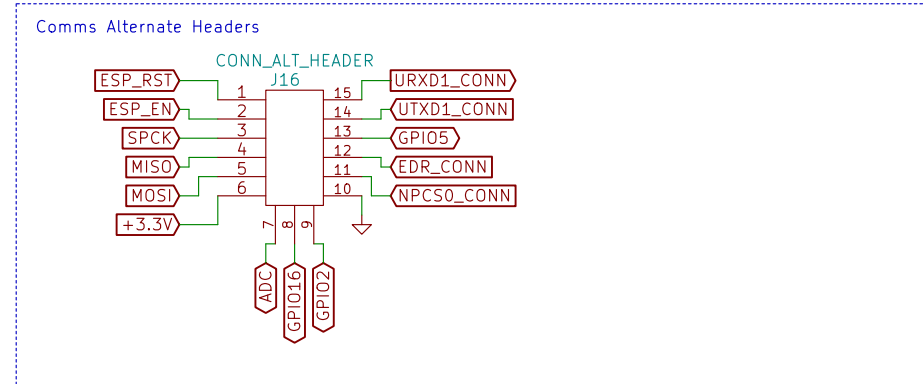 Comms Alternate Headers
CONN_ALT_HEADER
J16
ESP_RST 1 15 URXD1_CONN
ESP_EN 2 14 UTXD1_CONN
SPCK 3 13 GPIO5
MISO 4 12 EDR_CONN
MOSI 5 11 NPCS0_CONN
+3.3V 6 10
7 8 9
ADC GPIO16 GPIO2